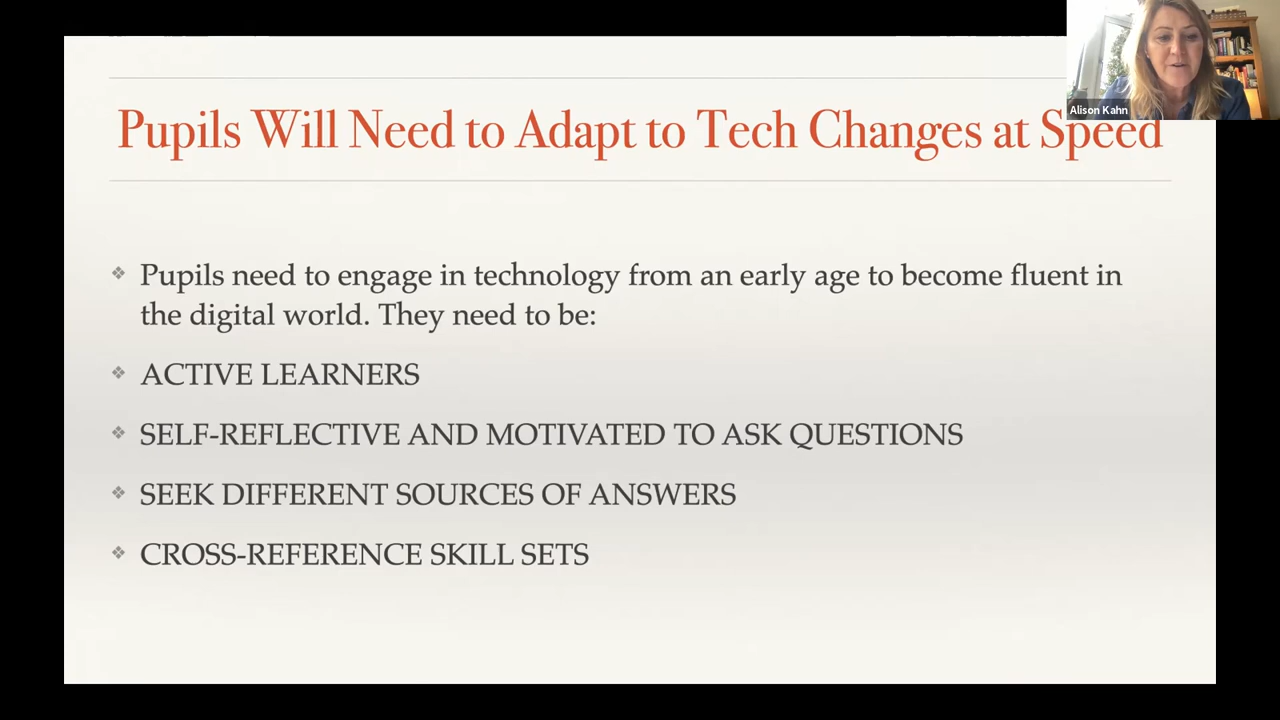 Pupils Will Need to Adapt to Tech Changes at Speed
Alison Kahn
❖ Pupils need to engage in technology from an early age to become fluent in
the digital world. They need to be:
❖ ACTIVE LEARNERS
❖ SELF-REFLECTIVE AND MOTIVATED TO ASK QUESTIONS
❖ SEEK DIFFERENT SOURCES OF ANSWERS
❖ CROSS-REFERENCE SKILL SETS